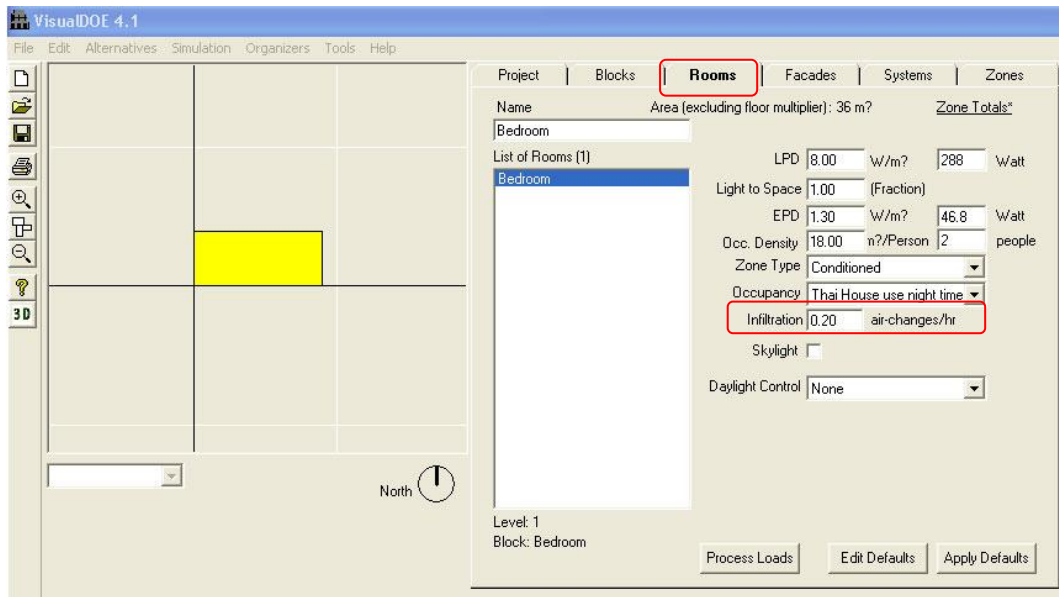 VisualDOE 4.1
File Edit Alternatives Simulation Organizers Tools Help
Project Blocks Rooms Facades Systems Zones
Name Area (excluding floor multiplier): 36 m? Zone Totals*
Bedroom
List of Rooms (1)
Bedroom
LPD 8.00 W/m? 288 Watt
Light to Space 1.00 (Fraction)
EPD 1.30 W/m? 46.8 Watt
Occ. Density 18.00 n?/Person 2 people
Zone Type Conditioned
Occupancy Thai House use night time
Infiltration 0.20 air-changes/hr
Skylight
Daylight Control None
3D
North
Level: 1
Block: Bedroom
Process Loads Edit Defaults Apply Defaults